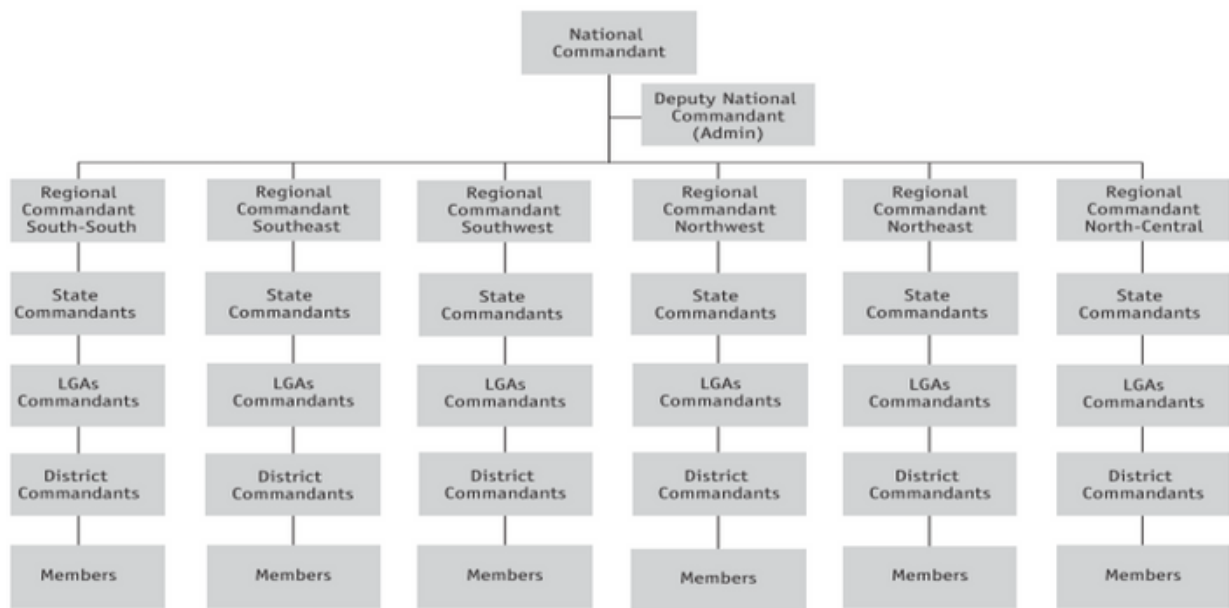 National
Commandant
Deputy National
Commandant
(Admin)
Regional
Commandant
South-South
Regional
Commandant
Southeast
Regional
Commandant
Southwest
Regional
Commandant
Northwest
Regional
Commandant
Northeast
Regional
Commandant
North-Central
State
Commandants
State
Commandants
State
Commandants
State
Commandants
State
Commandants
State
Commandants
LGAs
Commandants
LGAs
Commandants
LGAs
Commandants
LGAs
Commandants
LGAs
Commandants
LGAs
Commandants
District
Commandants
District
Commandants
District
Commandants
District
Commandants
District
Commandants
District
Commandants
Members
Members
Members
Members
Members
Members